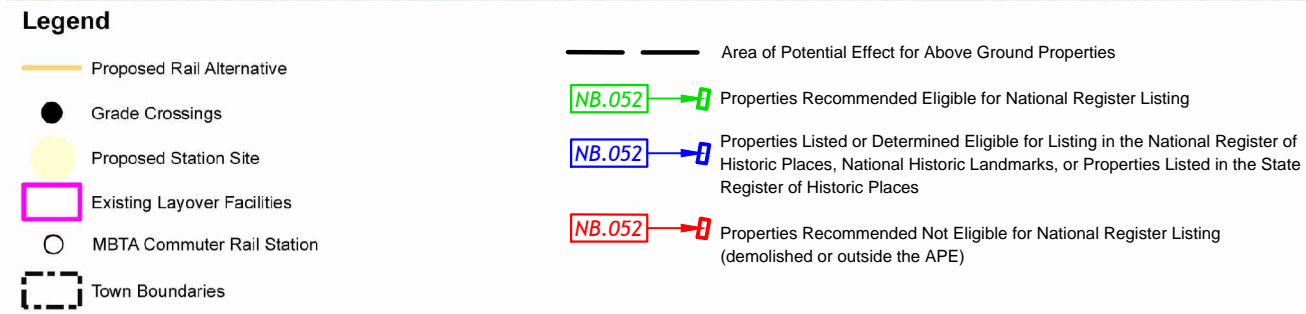 Legend
Proposed Rail Alternative
Grade Crossings
Proposed Station Site
Existing Layover Facilities
MBTA Commuter Rail Station
Town Boundaries
Area of Potential Effect for Above Ground Properties
NB.052 Properties Recommended Eligible for National Register Listing
NB.052 Properties Listed or Determined Eligible for Listing in the National Register of
Historic Places, National Historic Landmarks, or Properties Listed in the State
Register of Historic Places
NB.052 Properties Recommended Not Eligible for National Register Listing
(demolished or outside the APE)